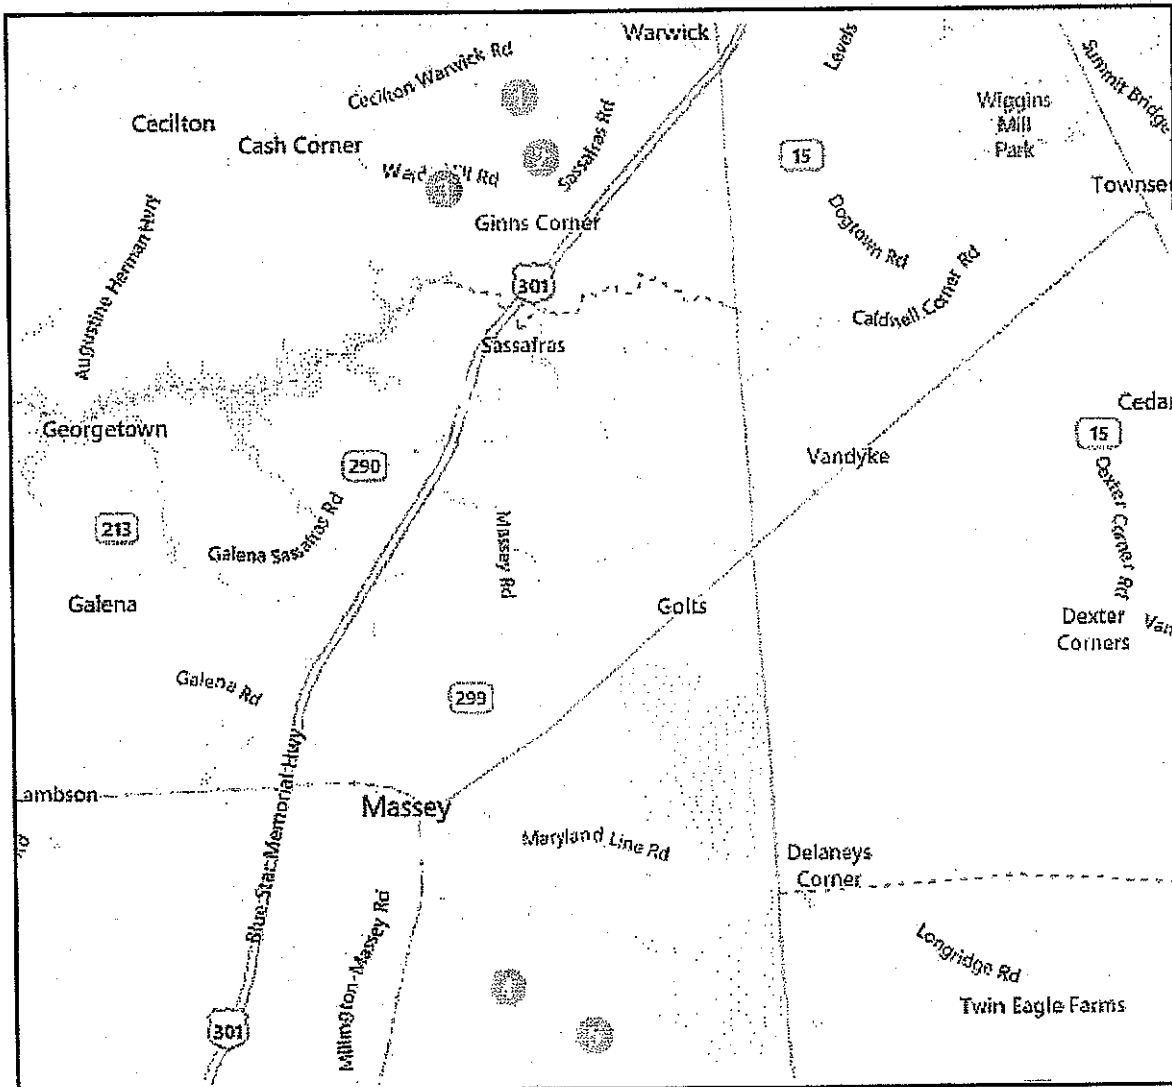 Warwick
Levels
Summit Bridge
Cecilton Warwick Rd
Wiggins
Mill
Park
Cecilton
Cash Corner
Sassafras Rd
15
Rd
Townse
Augustine Herman Hwy
Ginns Corner
Dogtown Rd
301
Caldwell Corner Rd
Sassafras
Georgetown
Cedar
15
290
Vandyke
213
Galena Sassafras Rd
Massey Rd
Dexter Corner Rd
Galena
Golts
Dexter
Corners
Van
Galena Rd
299
Blue Star Memorial Hwy
ambson
Massey
Maryland Line Rd
Delaneys
Corner
Millington-Massey Rd
Longridge Rd
Twin Eagle Farms
301